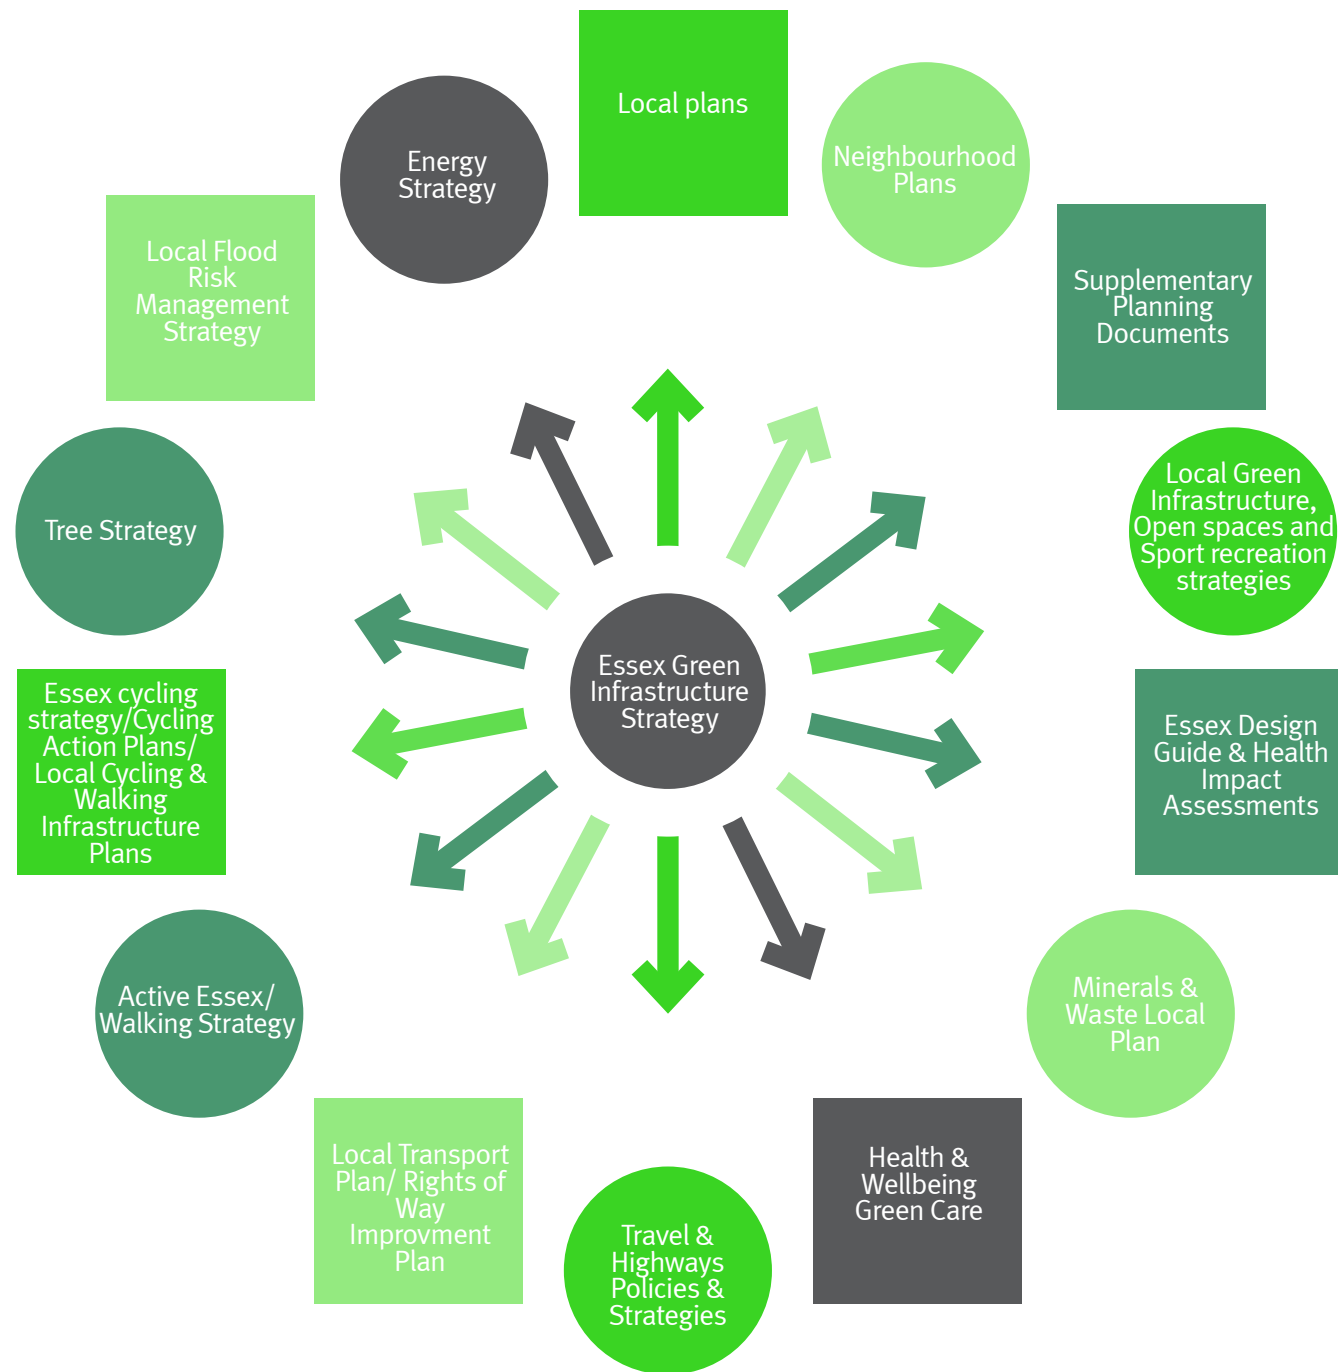 Local plans
Neighbourhood
Plans
Supplementary
Planning
Documents
Local Green
Infrastructure,
Open spaces and
Sport recreation
strategies
Essex Design
Guide & Health
Impact
Assessments
Minerals &
Waste Local
Plan
Health &
Wellbeing
Green Care
Travel &
Highways
Policies &
Strategies
Local Transport
Plan/ Rights of
Way
Improvment
Plan
Active Essex/
Walking Strategy
Essex cycling
strategy/Cycling
Action Plans/
Local Cycling &
Walking
Infrastructure
Plans
Tree Strategy
Local Flood
Risk
Management
Strategy
Energy
Strategy
Essex Green
Infrastructure
Strategy